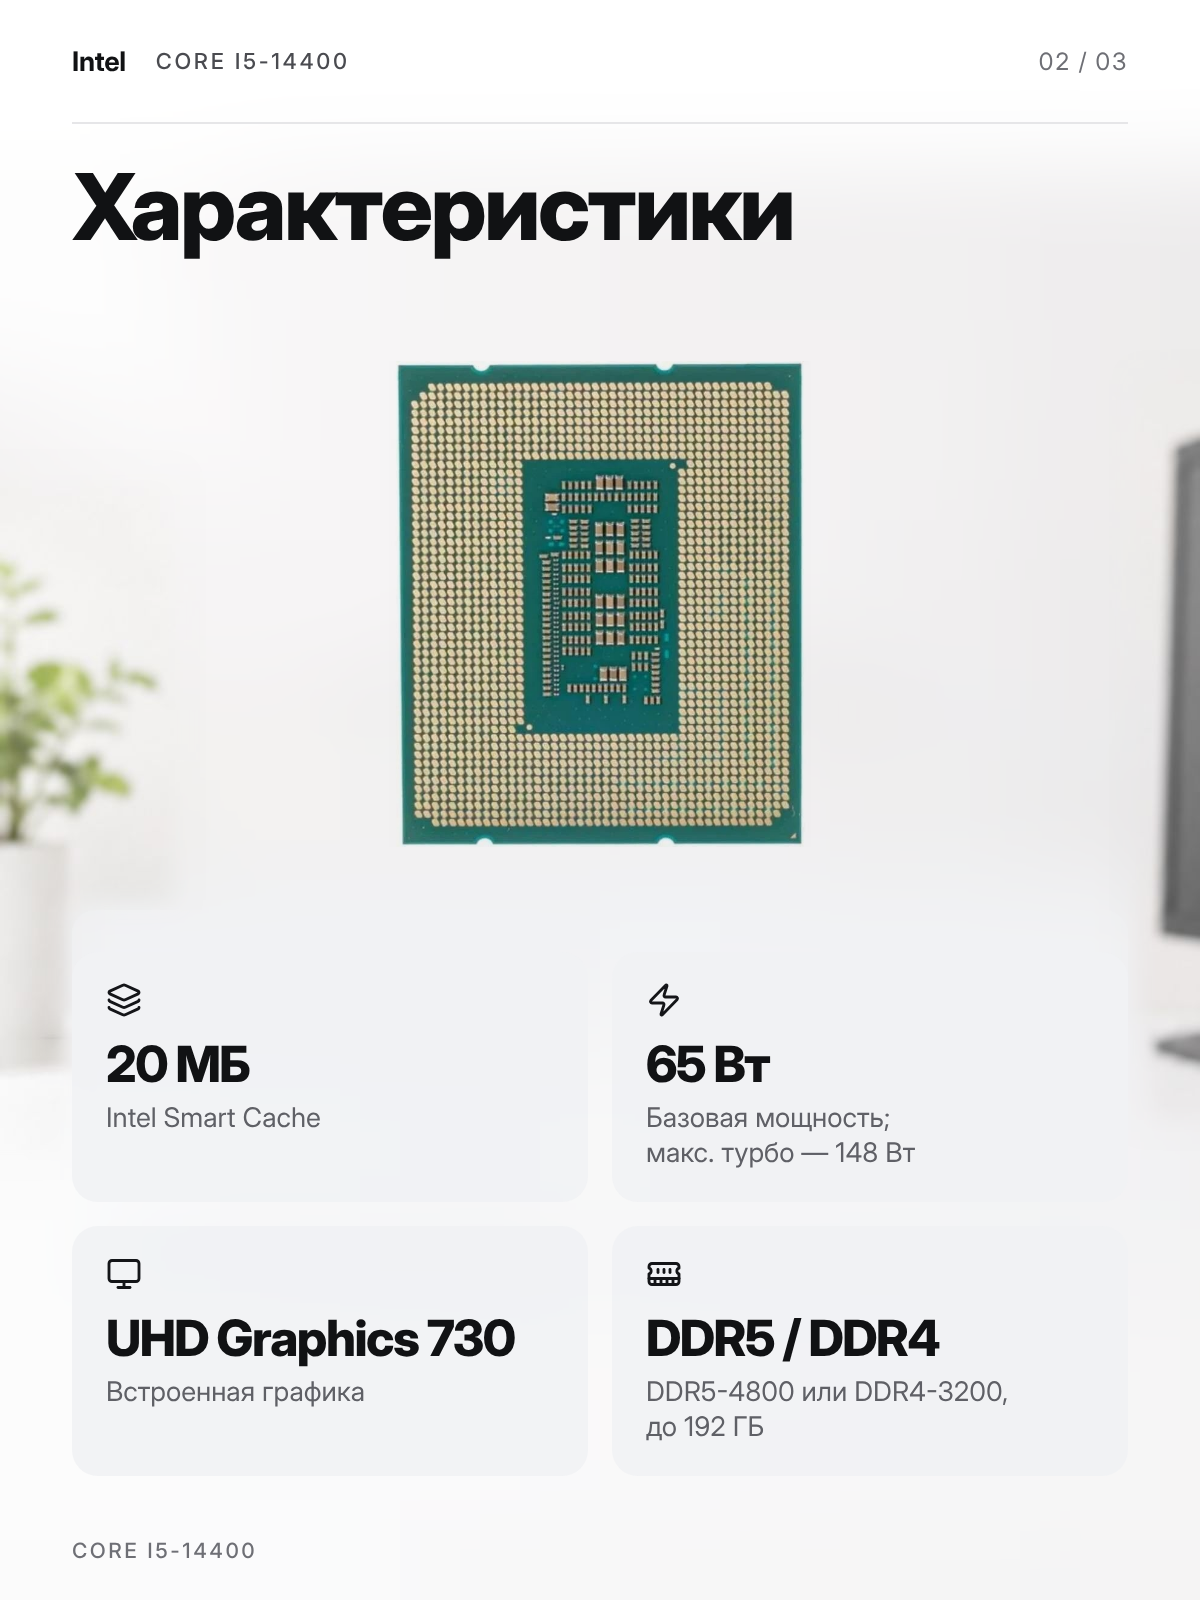 Intel CORE I5-14400 02 / 03
Характеристики
20 МБ
Intel Smart Cache
65 Вт
Базовая мощность;
макс. турбо — 148 Вт
UHD Graphics 730
Встроенная графика
DDR5 / DDR4
DDR5-4800 или DDR4-3200,
до 192 ГБ
CORE I5-14400